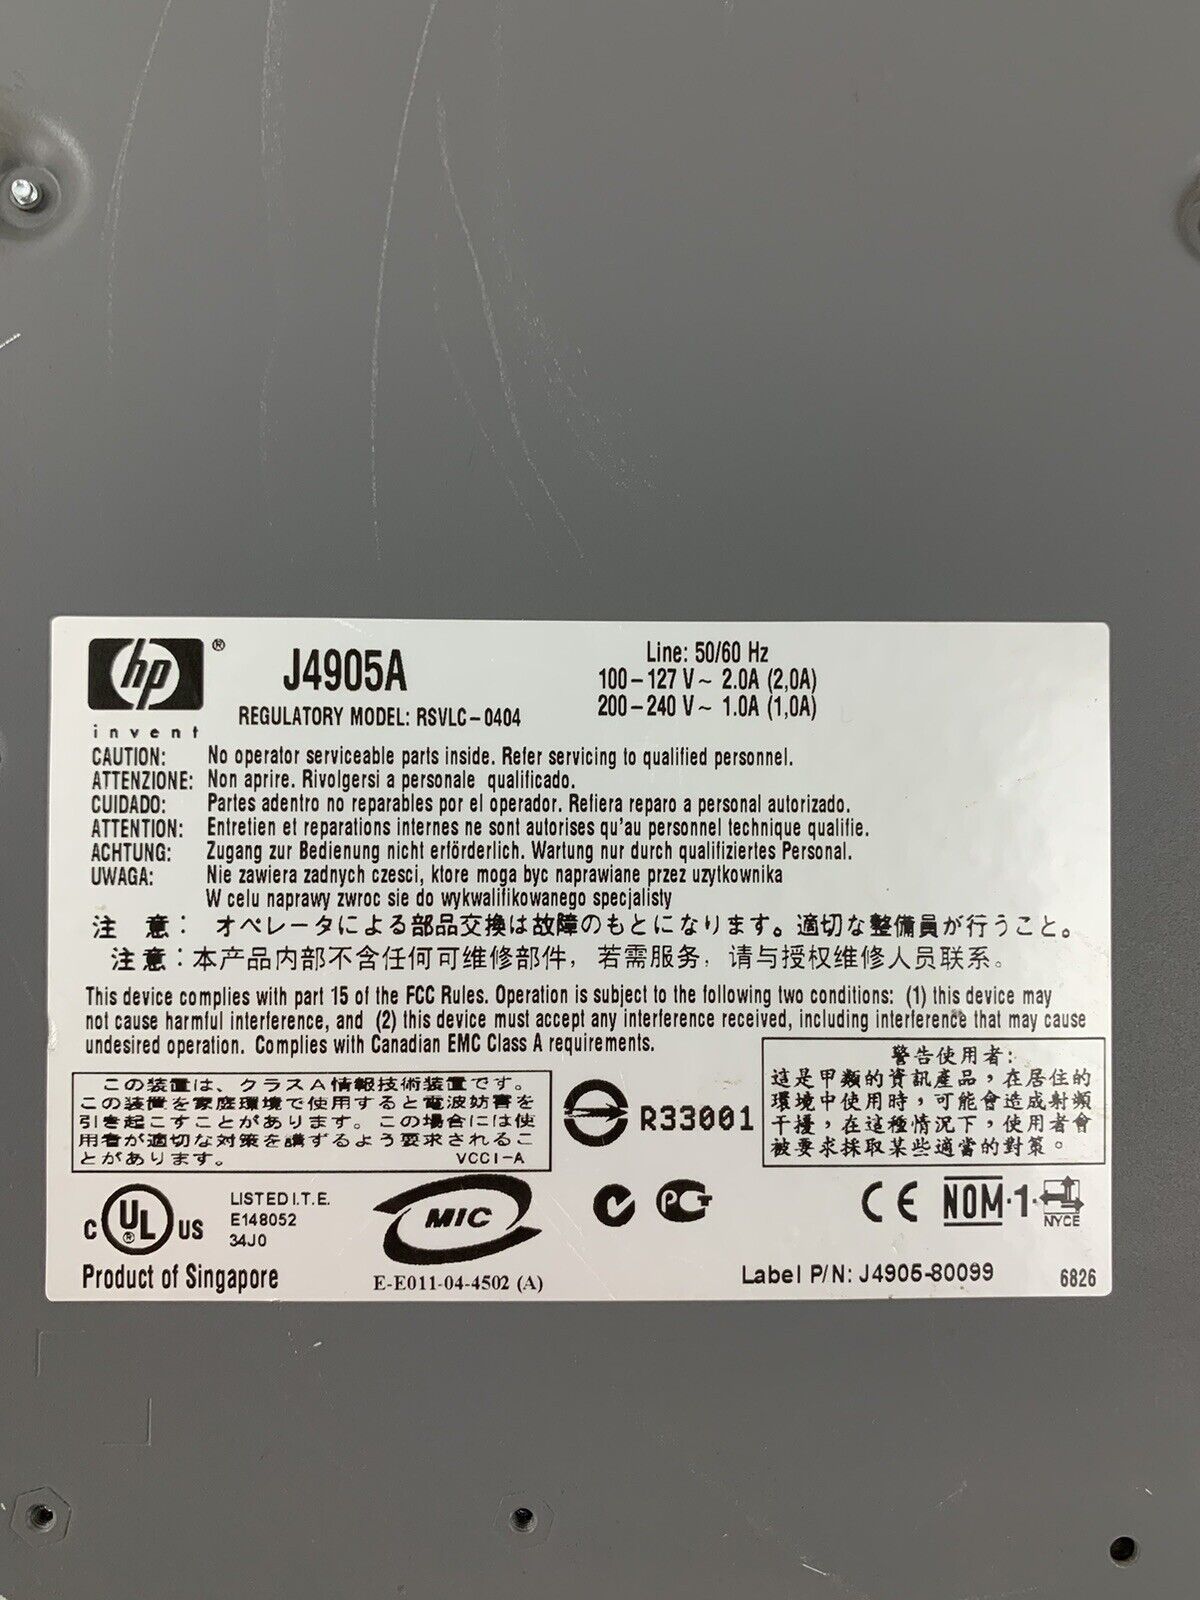 hp ®
invent
J4905A
REGULATORY MODEL: RSVLC-0404
Line: 50/60 Hz
100-127 V~ 2.0A (2,0A)
200-240 V~ 1.0A (1,0A)
CAUTION: No operator serviceable parts inside. Refer servicing to qualified personnel.
ATTENZIONE: Non aprire. Rivolgersi a personale qualificado.
CUIDADO: Partes adentro no reparables por el operador. Refiera reparo a personal autorizado.
ATTENTION: Entretien et reparations internes ne sont autorises qu'au personnel technique qualifie.
ACHTUNG: Zugang zur Bedienung nicht erförderlich. Wartung nur durch qualifiziertes Personal.
UWAGA: Nie zawiera zadnych czesci, ktore moga byc naprawiane przez uzytkownika
W celu naprawy zwroc sie do wykwalifikowanego specjalisty
注 意: オペレータによる部品交換は故障のもとになります。適切な整備員が行うこと。
注意:本产品内部不含任何可维修部件，若需服务，请与授权维修人员联系。
This device complies with part 15 of the FCC Rules. Operation is subject to the following two conditions: (1) this device may
not cause harmful interference, and (2) this device must accept any interference received, including interference that may cause
undesired operation. Complies with Canadian EMC Class A requirements.
この装置は、クラスA情報技術装置です。
この装置を家庭環境で使用すると電波妨害を
引き起こすことがあります。この場合には使
用者が適切な対策を講ずるよう要求されるこ
とがあります。 VCCI-A
R33001
警告使用者:
這是甲類的資訊產品，在居住的
環境中使用時，可能會造成射頻
干擾，在這種情況下，使用者會
被要求採取某些適當的對策。
C UL ® US
LISTED I.T.E.
E148052
34J0
MIC
E-E011-04-4502 (A)
PCT
CE
NOM-1-
NYCE
Product of Singapore
Label P/N: J4905-80099
6826